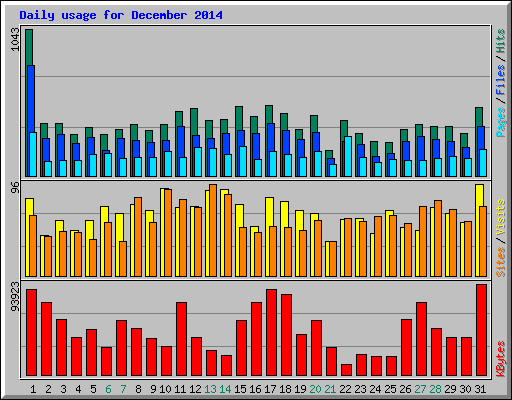 Daily usage for December 2014
1043
Pages / Files / Hits
96
Sites / Visits
93923
KBytes
1 2 3 4 5 6 7 8 9 10 11 12 13 14 15 16 17 18 19 20 21 22 23 24 25 26 27 28 29 30 31